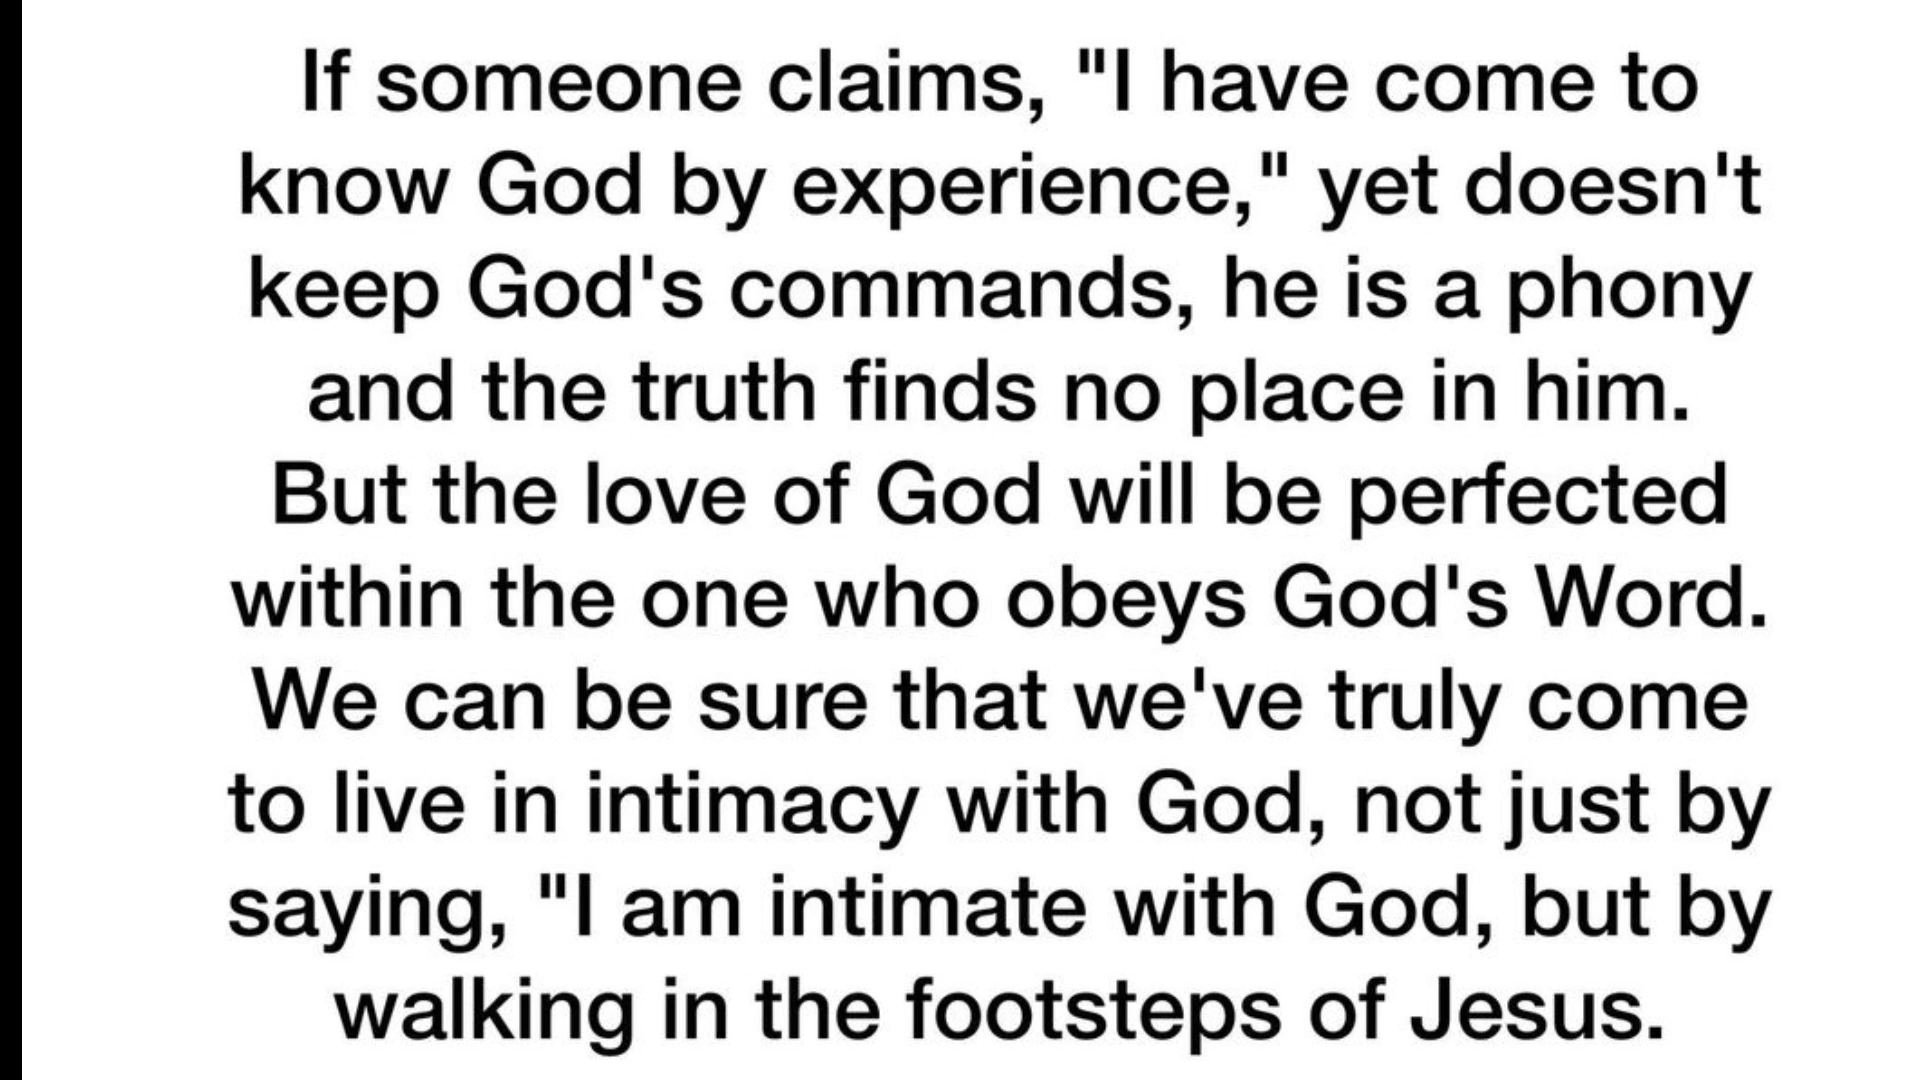 If someone claims, "I have come to
know God by experience," yet doesn't
keep God's commands, he is a phony
and the truth finds no place in him.
But the love of God will be perfected
within the one who obeys God's Word.
We can be sure that we've truly come
to live in intimacy with God, not just by
saying, "I am intimate with God, but by
walking in the footsteps of Jesus.